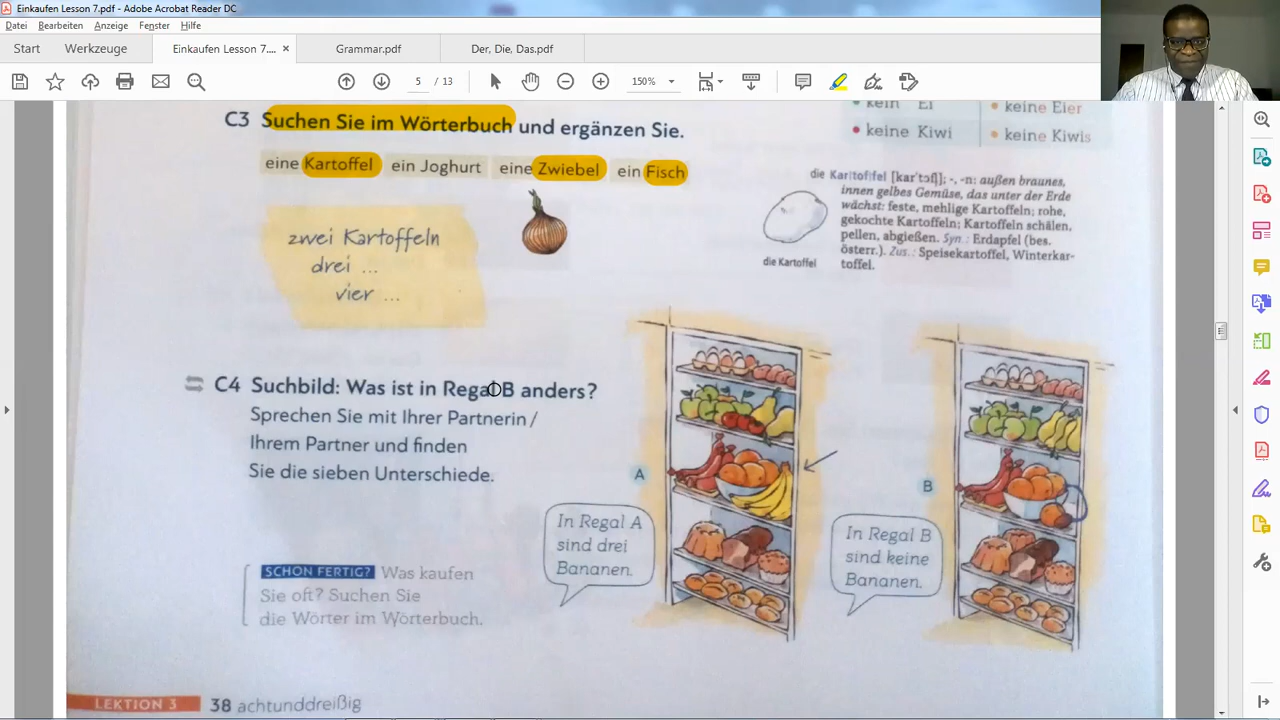 Einkaufen Lesson 7.pdf - Adobe Acrobat Reader DC
Datei Bearbeiten Anzeige Fenster Hilfe
Start Werkzeuge Einkaufen Lesson 7.... × Grammar.pdf Der, Die, Das.pdf
5 / 13 150%
kein Ei keine Eier
keine Kiwi keine Kiwis
C3 Suchen Sie im Wörterbuch und ergänzen Sie.
eine Kartoffel ein Joghurt eine Zwiebel ein Fisch
zwei Kartoffeln
drei ...
vier ...
die Kartoffel
die Kar|tof|fel [kar'tɔfl̩]; -, -n: außen braunes,
innen gelbes Gemüse, das unter der Erde
wächst: feste, mehlige Kartoffeln; rohe,
gekochte Kartoffeln; Kartoffeln schälen,
pellen, abgießen. Syn.: Erdapfel (bes.
österr.). Zus.: Speisekartoffel, Winterkar-
toffel.
C4 Suchbild: Was ist in Regal B anders?
Sprechen Sie mit Ihrer Partnerin /
Ihrem Partner und finden
Sie die sieben Unterschiede.
A
In Regal A
sind drei
Bananen.
B
In Regal B
sind keine
Bananen.
SCHON FERTIG? Was kaufen
Sie oft? Suchen Sie
die Wörter im Wörterbuch.
LEKTION 3 38 achtunddreißig